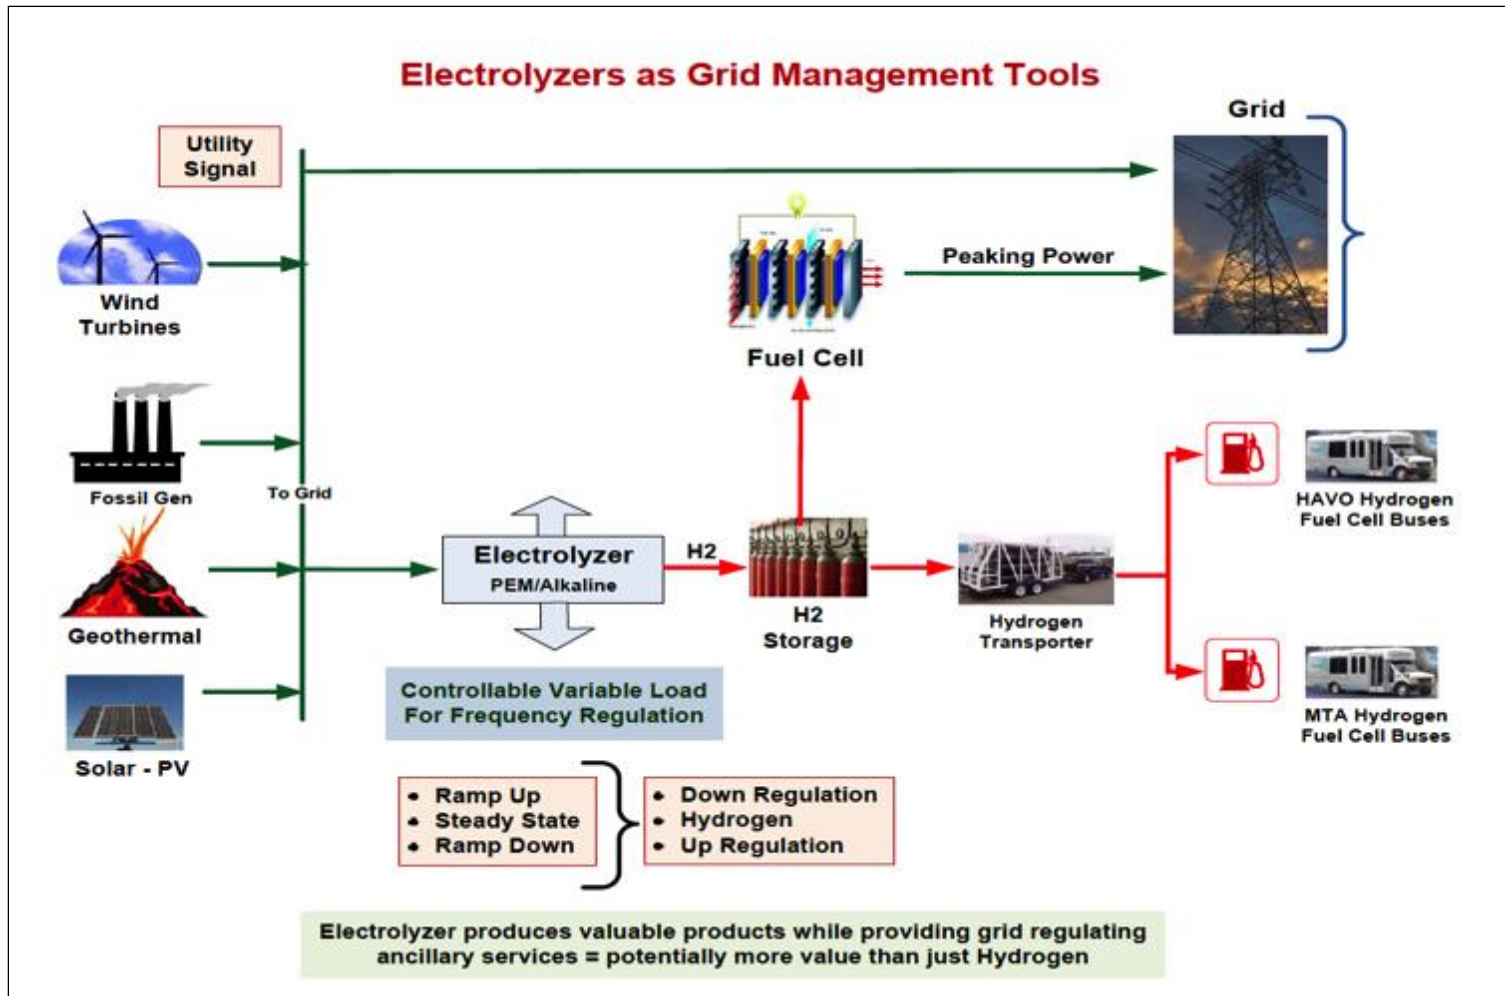 Electrolyzers as Grid Management Tools
Grid
Utility
Signal
Peaking Power
Wind
Turbines
Fuel Cell
Fossil Gen
To Grid
HAVO Hydrogen
Fuel Cell Buses
Electrolyzer
PEM/Alkaline
H2
Geothermal
H2
Storage
Hydrogen
Transporter
Controllable Variable Load
For Frequency Regulation
MTA Hydrogen
Fuel Cell Buses
Solar - PV
• Ramp Up
• Steady State
• Ramp Down
• Down Regulation
• Hydrogen
• Up Regulation
Electrolyzer produces valuable products while providing grid regulating
ancillary services = potentially more value than just Hydrogen